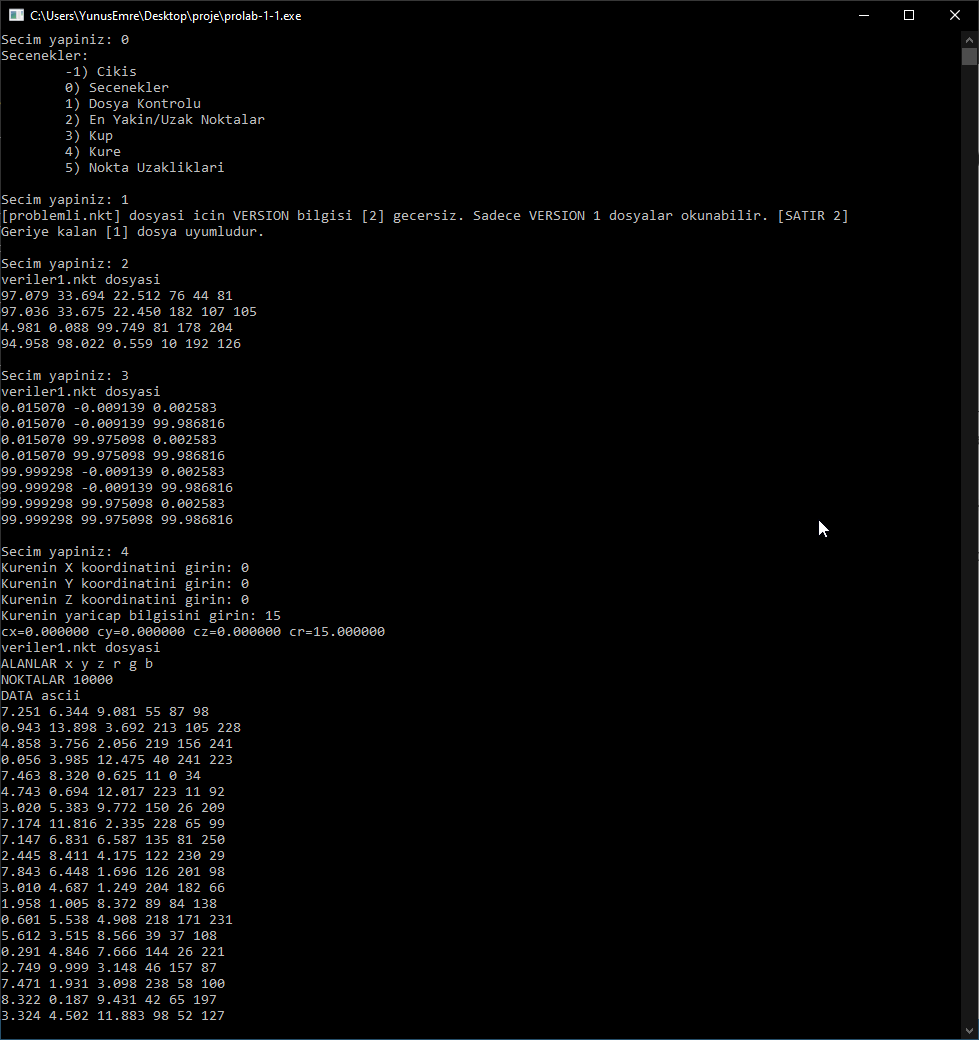 C:\Users\YunusEmre\Desktop\proje\prolab-1-1.exe
Secim yapiniz: 0
Secenekler:
-1) Cikis
0) Secenekler
1) Dosya Kontrolu
2) En Yakin/Uzak Noktalar
3) Kup
4) Kure
5) Nokta Uzakliklari
Secim yapiniz: 1
[problemli.nkt] dosyasi icin VERSION bilgisi [2] gecersiz. Sadece VERSION 1 dosyalar okunabilir. [SATIR 2]
Geriye kalan [1] dosya uyumludur.
Secim yapiniz: 2
veriler1.nkt dosyasi
97.079 33.694 22.512 76 44 81
97.036 33.675 22.450 182 107 105
4.981 0.088 99.749 81 178 204
94.958 98.022 0.559 10 192 126
Secim yapiniz: 3
veriler1.nkt dosyasi
0.015070 -0.009139 0.002583
0.015070 -0.009139 99.986816
0.015070 99.975098 0.002583
0.015070 99.975098 99.986816
99.999298 -0.009139 0.002583
99.999298 -0.009139 99.986816
99.999298 99.975098 0.002583
99.999298 99.975098 99.986816
Secim yapiniz: 4
Kurenin X koordinatini girin: 0
Kurenin Y koordinatini girin: 0
Kurenin Z koordinatini girin: 0
Kurenin yaricap bilgisini girin: 15
cx=0.000000 cy=0.000000 cz=0.000000 cr=15.000000
veriler1.nkt dosyasi
ALANLAR x y z r g b
NOKTALAR 10000
DATA ascii
7.251 6.344 9.081 55 87 98
0.943 13.898 3.692 213 105 228
4.858 3.756 2.056 219 156 241
0.056 3.985 12.475 40 241 223
7.463 8.320 0.625 11 0 34
4.743 0.694 12.017 223 11 92
3.020 5.383 9.772 150 26 209
7.174 11.816 2.335 228 65 99
7.147 6.831 6.587 135 81 250
2.445 8.411 4.175 122 230 29
7.843 6.448 1.696 126 201 98
3.010 4.687 1.249 204 182 66
1.958 1.005 8.372 89 84 138
0.601 5.538 4.908 218 171 231
5.612 3.515 8.566 39 37 108
0.291 4.846 7.666 144 26 221
2.749 9.999 3.148 46 157 87
7.471 1.931 3.098 238 58 100
8.322 0.187 9.431 42 65 197
3.324 4.502 11.883 98 52 127